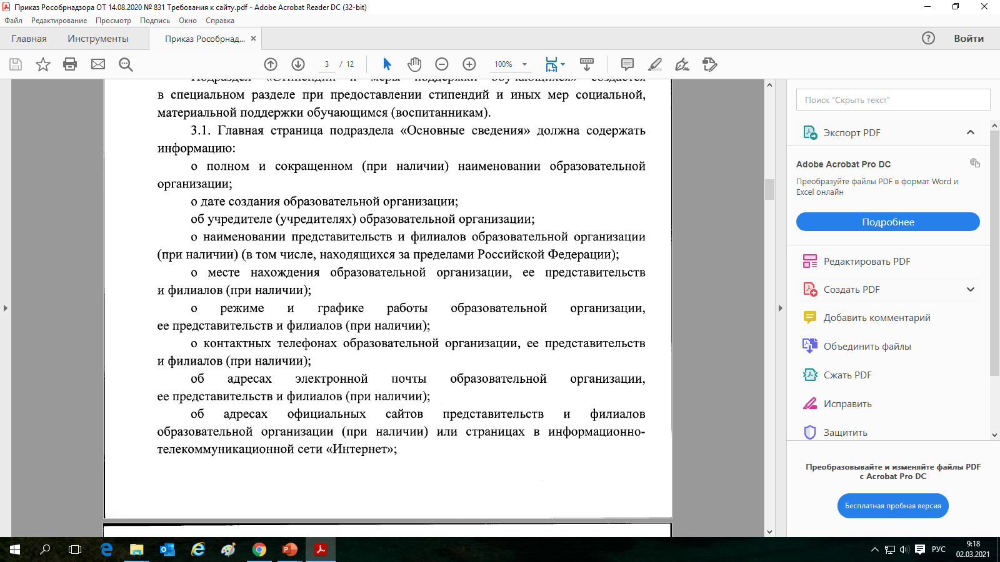 Приказ Рособрнадзора ОТ 14.08.2020 № 831 Требования к сайту.pdf - Adobe Acrobat Reader DC (32-bit)
Файл Редактирование Просмотр Подпись Окно Справка
Главная Инструменты Приказ Рособрнад... × Войти
3 / 12 100%
Подраздел «Стипендии и меры поддержки обучающихся» создается
в специальном разделе при предоставлении стипендий и иных мер социальной,
материальной поддержки обучающимся (воспитанникам).
3.1. Главная страница подраздела «Основные сведения» должна содержать
информацию:
о полном и сокращенном (при наличии) наименовании образовательной
организации;
о дате создания образовательной организации;
об учредителе (учредителях) образовательной организации;
о наименовании представительств и филиалов образовательной организации
(при наличии) (в том числе, находящихся за пределами Российской Федерации);
о месте нахождения образовательной организации, ее представительств
и филиалов (при наличии);
о режиме и графике работы образовательной организации,
ее представительств и филиалов (при наличии);
о контактных телефонах образовательной организации, ее представительств
и филиалов (при наличии);
об адресах электронной почты образовательной организации,
ее представительств и филиалов (при наличии);
об адресах официальных сайтов представительств и филиалов
образовательной организации (при наличии) или страницах в информационно-
телекоммуникационной сети «Интернет»;
Поиск "Скрыть текст"
Экспорт PDF
Adobe Acrobat Pro DC
Преобразуйте файлы PDF в формат Word и
Excel онлайн
Подробнее
Редактировать PDF
Создать PDF
Добавить комментарий
Объединить файлы
Сжать PDF
Исправить
Защитить
Преобразовывайте и изменяйте файлы PDF
с Acrobat Pro DC
Бесплатная пробная версия
РУС
9:18
02.03.2021